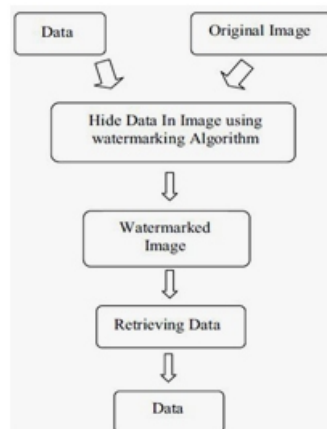 Data
Original Image
Hide Data In Image using
watermarking Algorithm
Watermarked
Image
Retrieving Data
Data